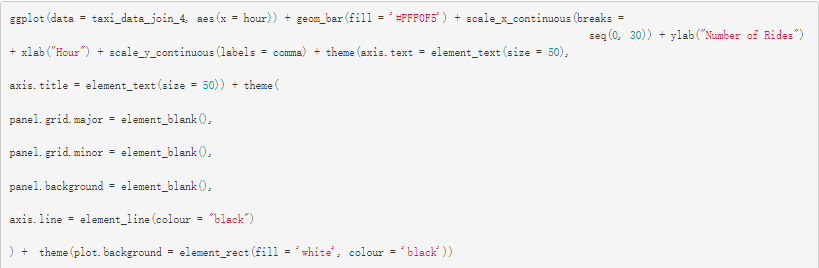 ggplot(data = taxi_data_join_4, aes(x = hour)) + geom_bar(fill = '#FFF0F5') + scale_x_continuous(breaks =
seq(0, 30)) + ylab("Number of Rides")
+ xlab("Hour") + scale_y_continuous(labels = comma) + theme(axis.text = element_text(size = 50),
axis.title = element_text(size = 50)) + theme(
panel.grid.major = element_blank(),
panel.grid.minor = element_blank(),
panel.background = element_blank(),
axis.line = element_line(colour = "black")
) +  theme(plot.background = element_rect(fill = 'white', colour = 'black'))